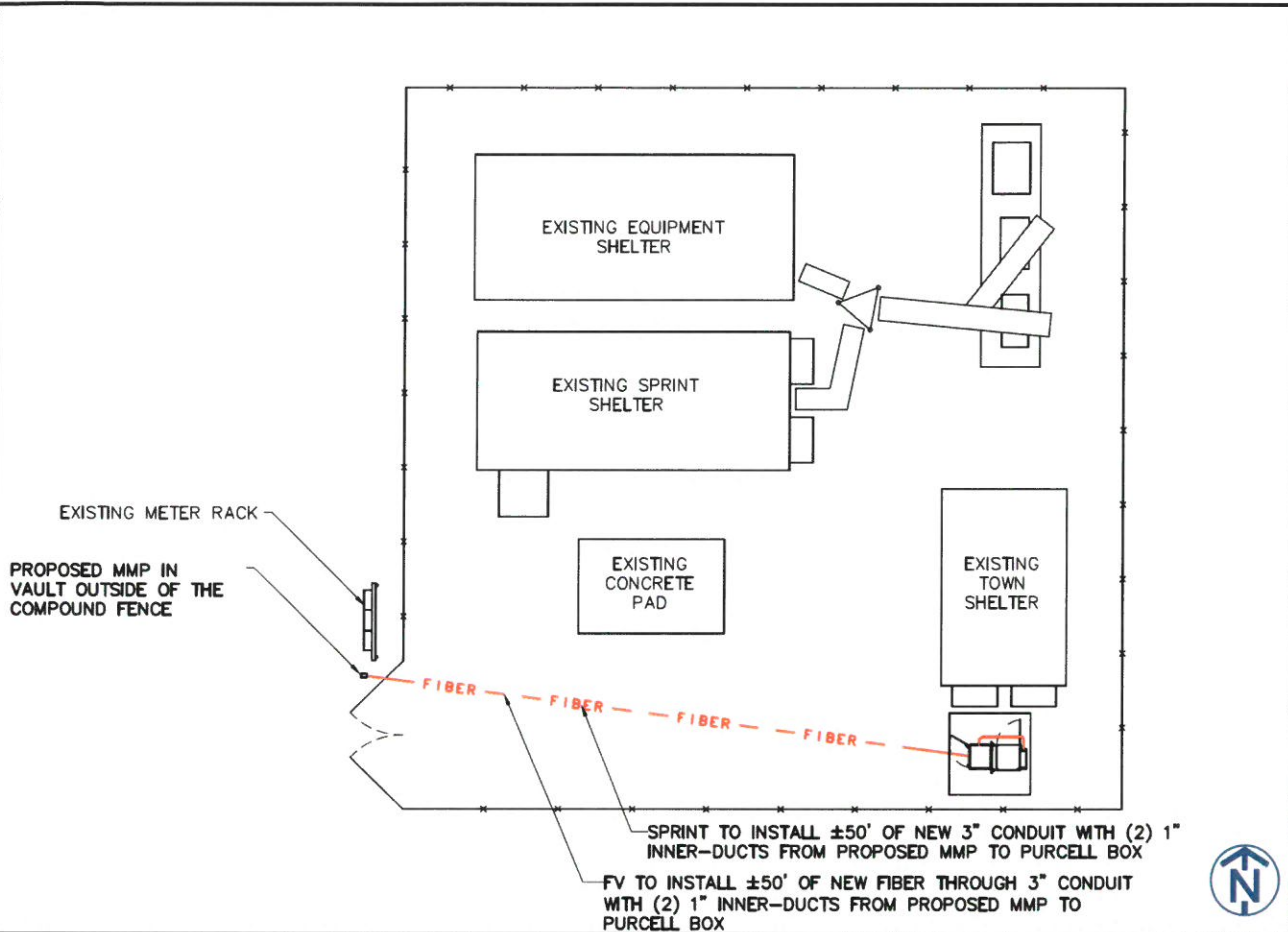 EXISTING EQUIPMENT
SHELTER
EXISTING SPRINT
SHELTER
EXISTING METER RACK
PROPOSED MMP IN
VAULT OUTSIDE OF THE
COMPOUND FENCE
EXISTING
CONCRETE
PAD
EXISTING
TOWN
SHELTER
FIBER
FIBER
FIBER
FIBER
SPRINT TO INSTALL ±50' OF NEW 3" CONDUIT WITH (2) 1"
INNER-DUCTS FROM PROPOSED MMP TO PURCELL BOX
FV TO INSTALL ±50' OF NEW FIBER THROUGH 3" CONDUIT
WITH (2) 1" INNER-DUCTS FROM PROPOSED MMP TO
PURCELL BOX
N